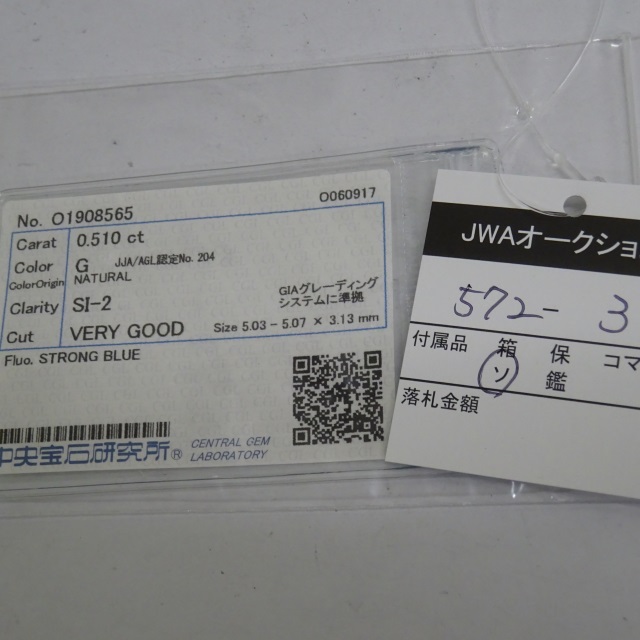 No. O1908565
O060917
Carat 0.510 ct
Color G JJA/AGL認定No. 204
ColorOrigin NATURAL
Clarity SI-2 GIAグレーディング
システムに準拠
Cut VERY GOOD Size 5.03 - 5.07 × 3.13 mm
Fluo. STRONG BLUE
中央宝石研究所® CENTRAL GEM
LABORATORY
JWAオークショ
572- 3
付属品 箱 保 コマ
ソ 鑑
落札金額